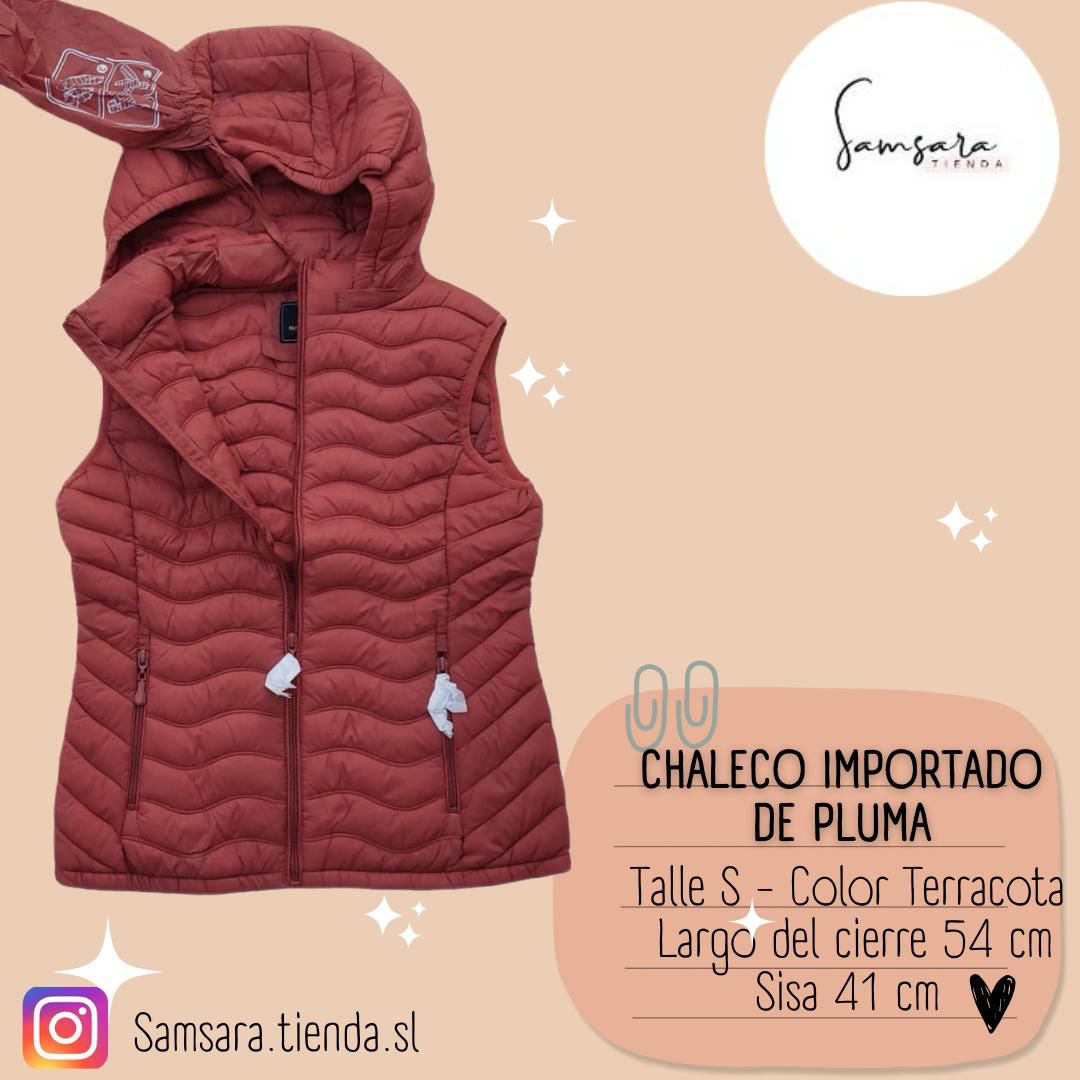 Samsara
TIENDA
CHALECO IMPORTADO
DE PLUMA
Talle S - Color Terracota
Largo del cierre 54 cm
Sisa 41 cm
Samsara.tienda.sl